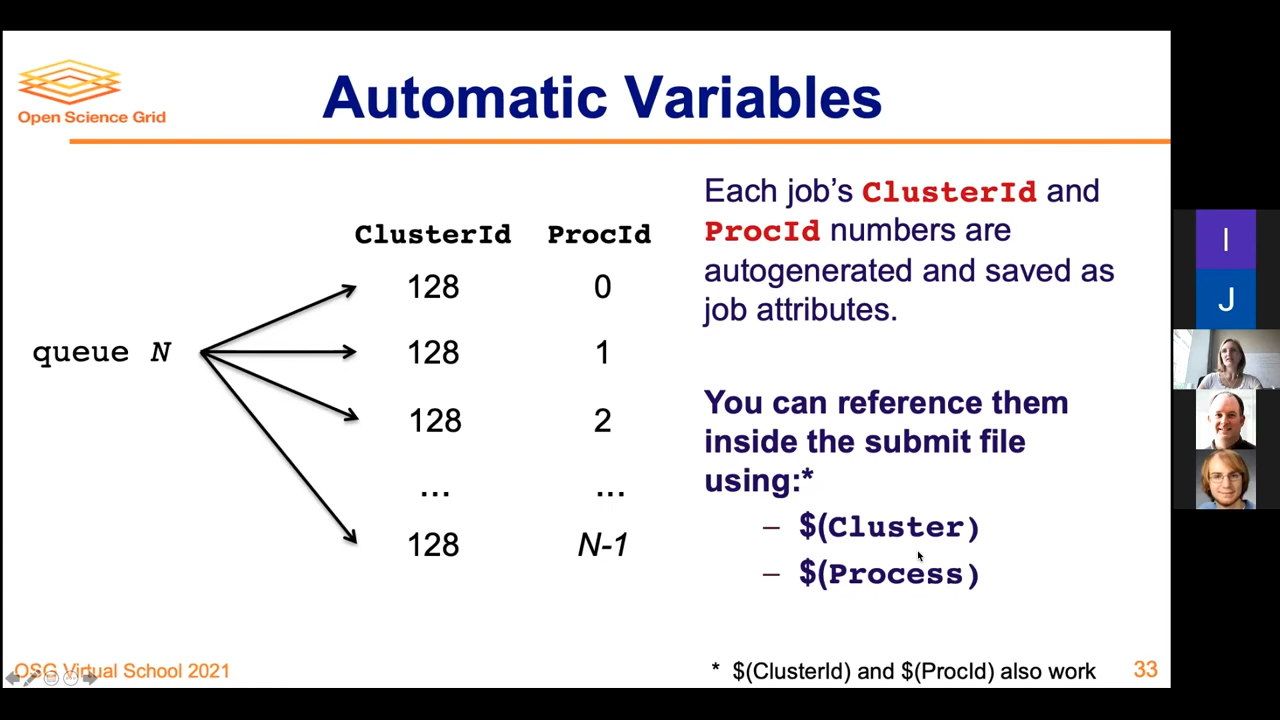 Open Science Grid
Automatic Variables
queue N
ClusterId ProcId
128 0
128 1
128 2
... ...
128 N-1
Each job's ClusterId and
ProcId numbers are
autogenerated and saved as
job attributes.
You can reference them
inside the submit file
using:*
– $(Cluster)
– $(Process)
OSG Virtual School 2021
* $(ClusterId) and $(ProcId) also work
33
I
J